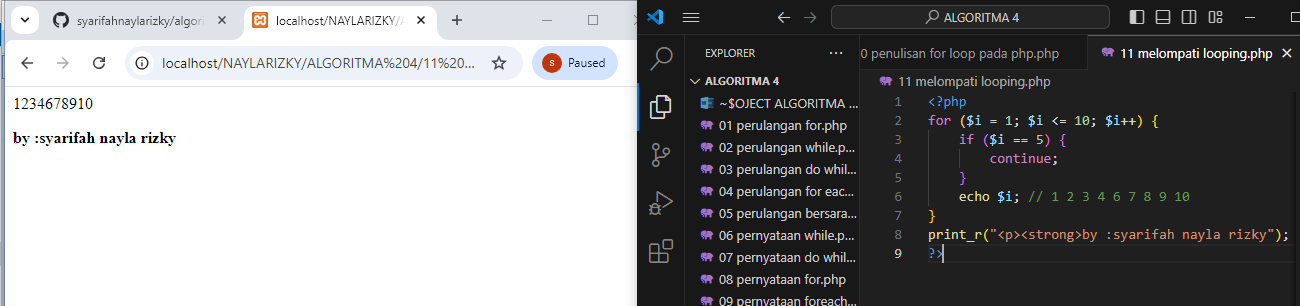 syarifahnaylarizky/algori
localhost/NAYLARIZKY/A
localhost/NAYLARIZKY/ALGORITMA%204/11%20...
s Paused
1234678910
by :syarifah nayla rizky
ALGORITMA 4
EXPLORER ...
ALGORITMA 4
~$OJECT ALGORITMA ...
01 perulangan for.php
02 perulangan while.p...
03 perulangan do whil...
04 perulangan for eac...
05 perulangan bersara...
06 pernyataan while.p...
07 pernyataan do whil...
08 pernyataan for.php
09 pernyataan foreach
0 penulisan for loop pada php.php
11 melompati looping.php
11 melompati looping.php
1 <?php
2 for ($i = 1; $i <= 10; $i++) {
3 if ($i == 5) {
4 continue;
5 }
6 echo $i; // 1 2 3 4 6 7 8 9 10
7 }
8 print_r("<p><strong>by :syarifah nayla rizky");
9 ?>